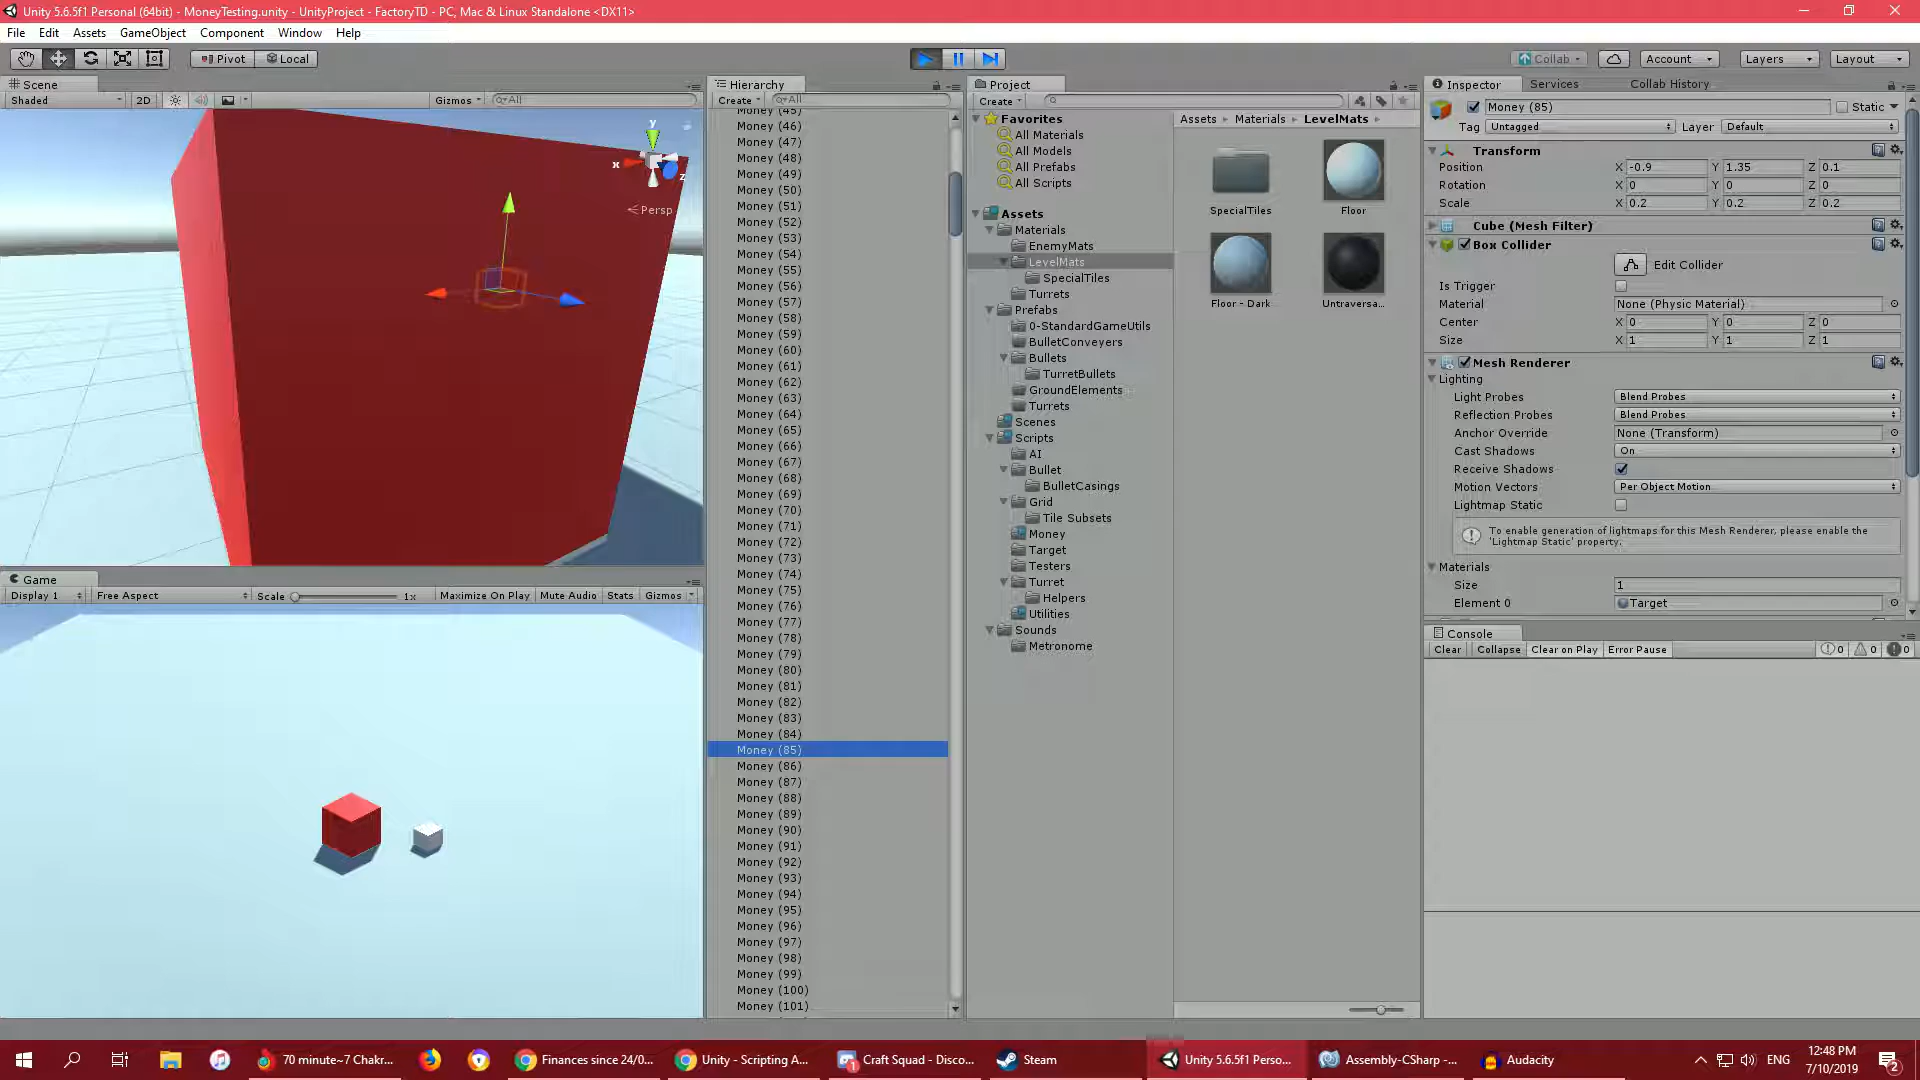 Unity 5.6.5f1 Personal (64bit) - MoneyTesting.unity - UnityProject - FactoryTD - PC, Mac & Linux Standalone <DX11>
File Edit Assets GameObject Component Window Help
Pivot Local
Collab Account Layers Layout
Scene
Shaded 2D Gizmos All
y
x
z
Persp
Game
Display 1 Free Aspect Scale 1x Maximize On Play Mute Audio Stats Gizmos
Hierarchy
Create All
Money (45)
Money (46)
Money (47)
Money (48)
Money (49)
Money (50)
Money (51)
Money (52)
Money (53)
Money (54)
Money (55)
Money (56)
Money (57)
Money (58)
Money (59)
Money (60)
Money (61)
Money (62)
Money (63)
Money (64)
Money (65)
Money (66)
Money (67)
Money (68)
Money (69)
Money (70)
Money (71)
Money (72)
Money (73)
Money (74)
Money (75)
Money (76)
Money (77)
Money (78)
Money (79)
Money (80)
Money (81)
Money (82)
Money (83)
Money (84)
Money (85)
Money (86)
Money (87)
Money (88)
Money (89)
Money (90)
Money (91)
Money (92)
Money (93)
Money (94)
Money (95)
Money (96)
Money (97)
Money (98)
Money (99)
Money (100)
Money (101)
Project
Create
Favorites
All Materials
All Models
All Prefabs
All Scripts
Assets
Materials
EnemyMats
LevelMats
SpecialTiles
Turrets
Prefabs
0-StandardGameUtils
BulletConveyers
Bullets
TurretBullets
GroundElements
Turrets
Scenes
Scripts
AI
Bullet
BulletCasings
Grid
Tile Subsets
Money
Target
Testers
Turret
Helpers
Utilities
Sounds
Metronome
Assets Materials LevelMats
SpecialTiles Floor
Floor - Dark Untraversa...
Inspector Services Collab History
Money (85) Static
Tag Untagged Layer Default
Transform
Position X -0.9 Y 1.35 Z 0.1
Rotation X 0 Y 0 Z 0
Scale X 0.2 Y 0.2 Z 0.2
Cube (Mesh Filter)
Box Collider
Edit Collider
Is Trigger
Material None (Physic Material)
Center X 0 Y 0 Z 0
Size X 1 Y 1 Z 1
Mesh Renderer
Lighting
Light Probes Blend Probes
Reflection Probes Blend Probes
Anchor Override None (Transform)
Cast Shadows On
Receive Shadows
Motion Vectors Per Object Motion
Lightmap Static
To enable generation of lightmaps for this Mesh Renderer, please enable the
'Lightmap Static' property.
Materials
Size 1
Element 0 Target
Console
Clear Collapse Clear on Play Error Pause 0 0 0
70 minute~7 Chakr... Finances since 24/0... Unity - Scripting A... Craft Squad - Disco... Steam Unity 5.6.5f1 Perso... Assembly-CSharp -... Audacity ENG
12:48 PM
7/10/2019
1
2